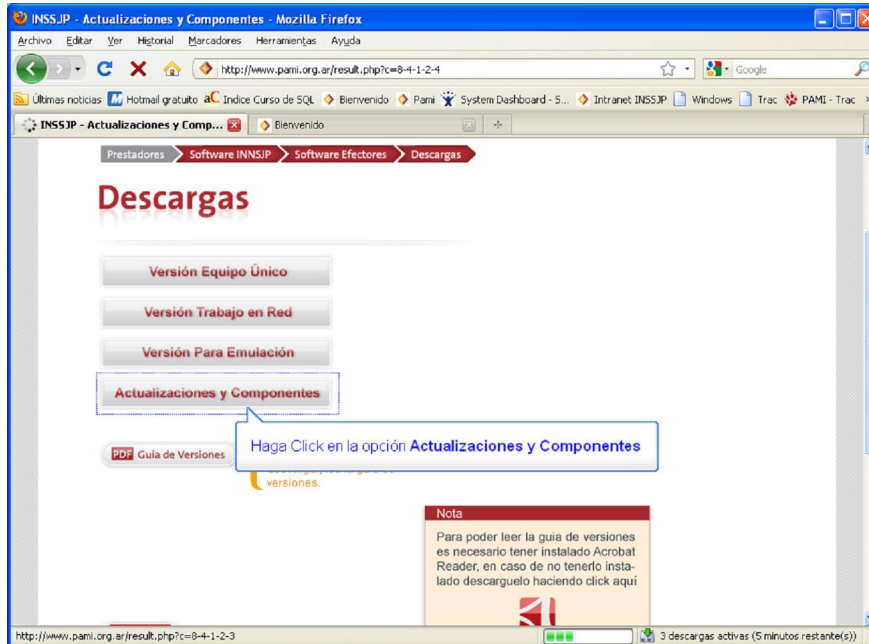 INSSJP - Actualizaciones y Componentes - Mozilla Firefox
Archivo Editar Ver Historial Marcadores Herramientas Ayuda
http://www.pami.org.ar/result.php?c=8-4-1-2-4
Google
Últimas noticias Hotmail gratuito Indice Curso de SQL Bienvenido Pami System Dashboard - S... Intranet INSSJP Windows Trac PAMI - Trac
INSSJP - Actualizaciones y Comp... Bienvenido
Prestadores Software INNSJP Software Efectores Descargas
Descargas
Versión Equipo Único
Versión Trabajo en Red
Versión Para Emulación
Actualizaciones y Componentes
Haga Click en la opción Actualizaciones y Componentes
PDF Guia de Versiones
versiones.
Nota
Para poder leer la guia de versiones
es necesario tener instalado Acrobat
Reader, en caso de no tenerlo insta-
lado descarguelo haciendo click aquí
http://www.pami.org.ar/result.php?c=8-4-1-2-3
3 descargas activas (5 minutos restante(s))